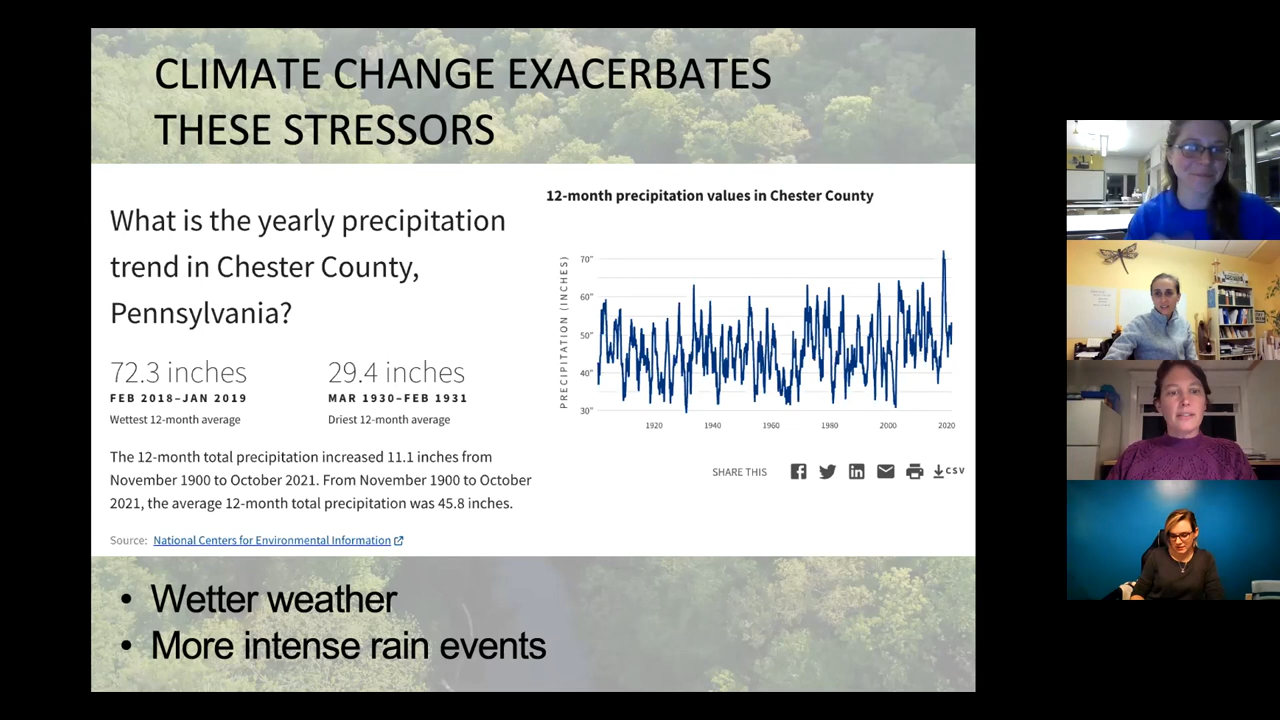 CLIMATE CHANGE EXACERBATES
THESE STRESSORS
What is the yearly precipitation
trend in Chester County,
Pennsylvania?
72.3 inches
FEB 2018–JAN 2019
Wettest 12-month average
29.4 inches
MAR 1930–FEB 1931
Driest 12-month average
The 12-month total precipitation increased 11.1 inches from
November 1900 to October 2021. From November 1900 to October
2021, the average 12-month total precipitation was 45.8 inches.
Source: National Centers for Environmental Information
12-month precipitation values in Chester County
PRECIPITATION (INCHES)
70"
60"
50"
40"
30"
1920 1940 1960 1980 2000 2020
SHARE THIS
CSV
• Wetter weather
• More intense rain events